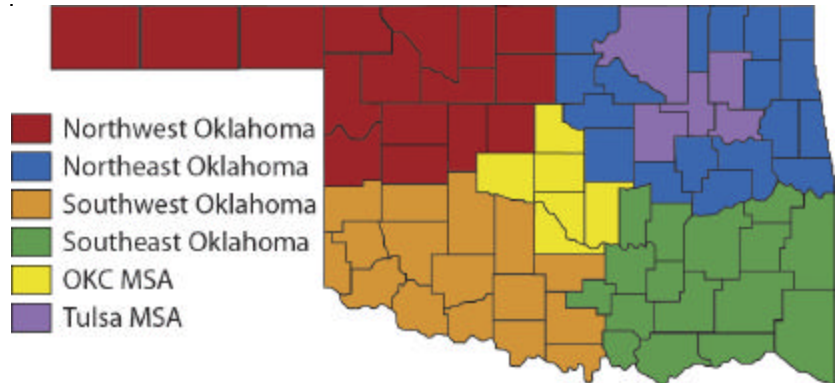 Northwest Oklahoma
Northeast Oklahoma
Southwest Oklahoma
Southeast Oklahoma
OKC MSA
Tulsa MSA